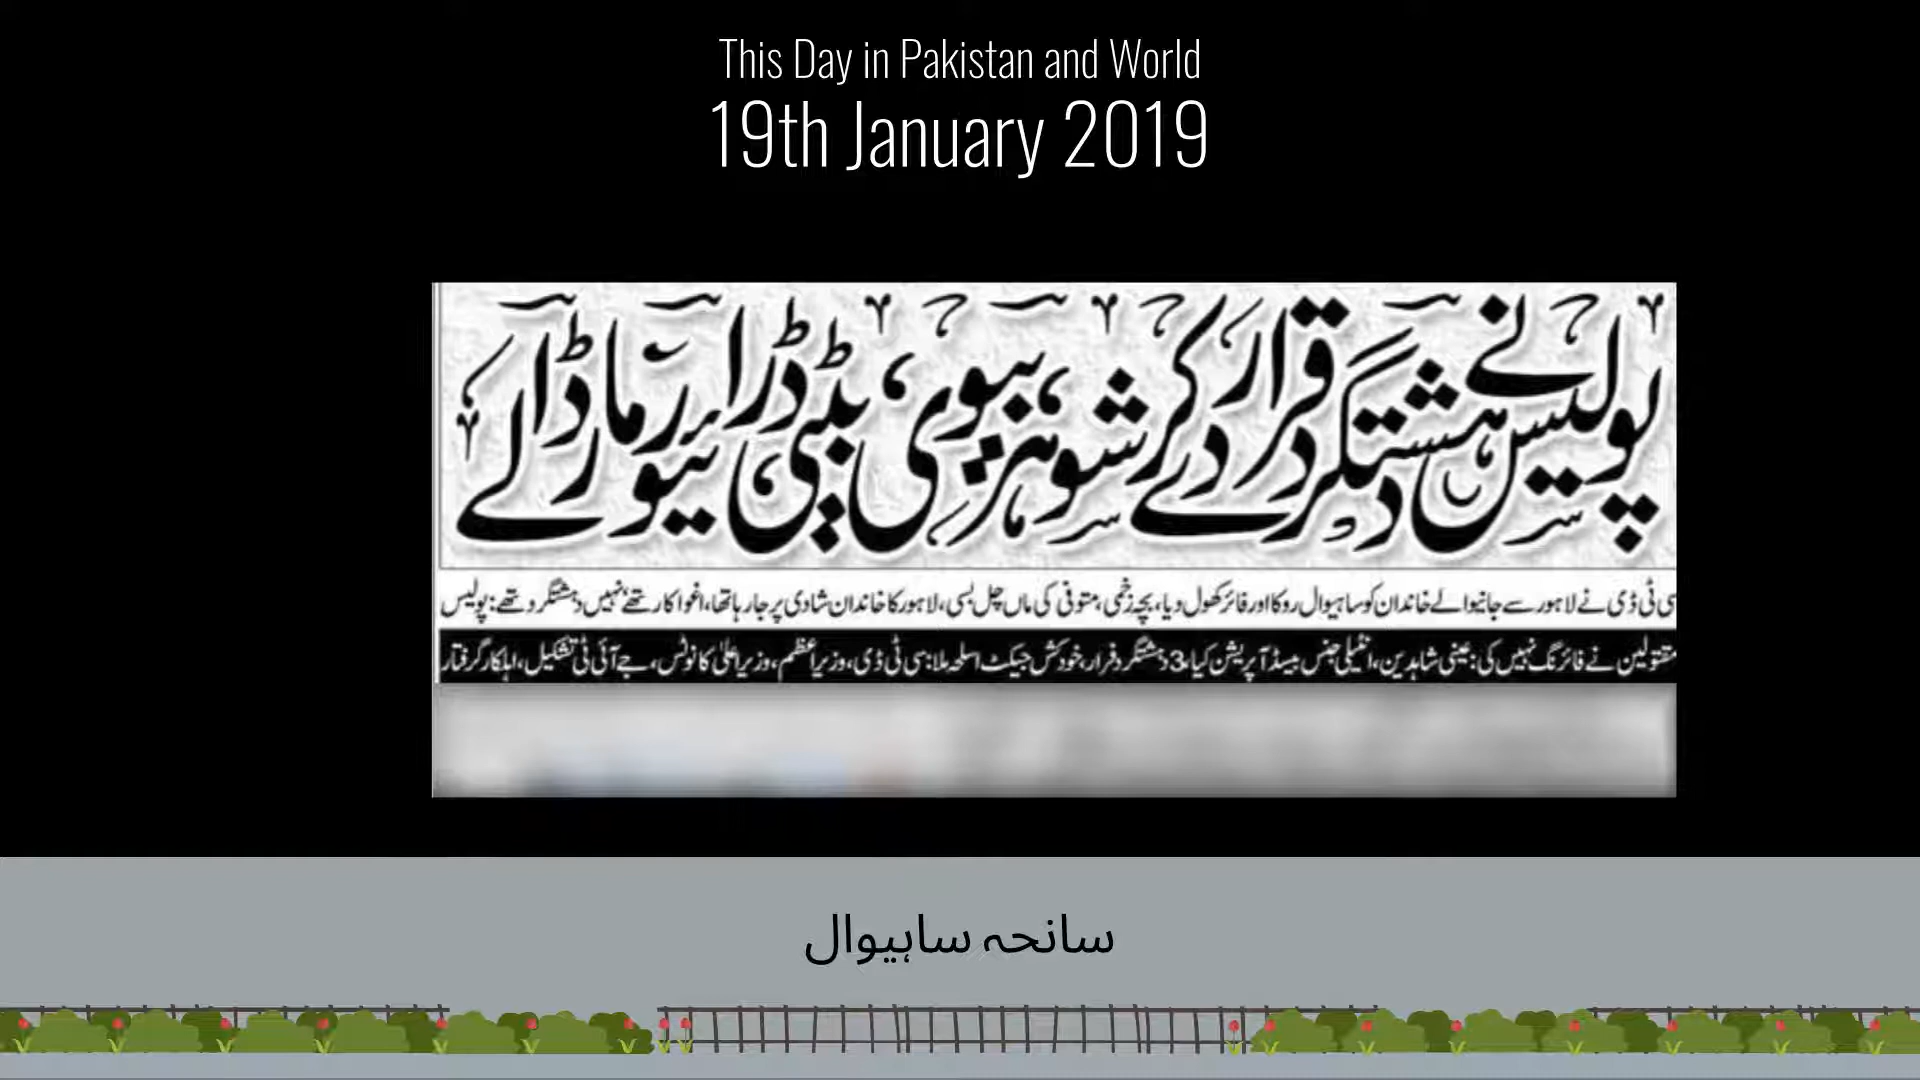 This Day in Pakistan and World
19th January 2019
پولیس نے دہشتگرد قرار دے کر شوہر، بیوی، بیٹی، ڈرائیور مار ڈالے
سی ٹی ڈی نے لاہور سے جانیوالے خاندان کو ساہیوال روکا اور فائر کھول دیا، بچہ زخمی، متوفی کی ماں چل بسی، لاہور کا خاندان شادی پر جا رہا تھا، اغوا کار تھے، نہیں دہشتگرد تھے: پولیس
مقتولین نے فائرنگ نہیں کی: عینی شاہدین، انٹیلی جنس بیسڈ آپریشن کیا، 3 دہشتگرد فرار، خودکش جیکٹ اسلحہ ملا: سی ٹی ڈی، وزیراعظم، وزیراعلیٰ کا نوٹس، جے آئی ٹی تشکیل، اہلکار گرفتار
سانحہ ساہیوال